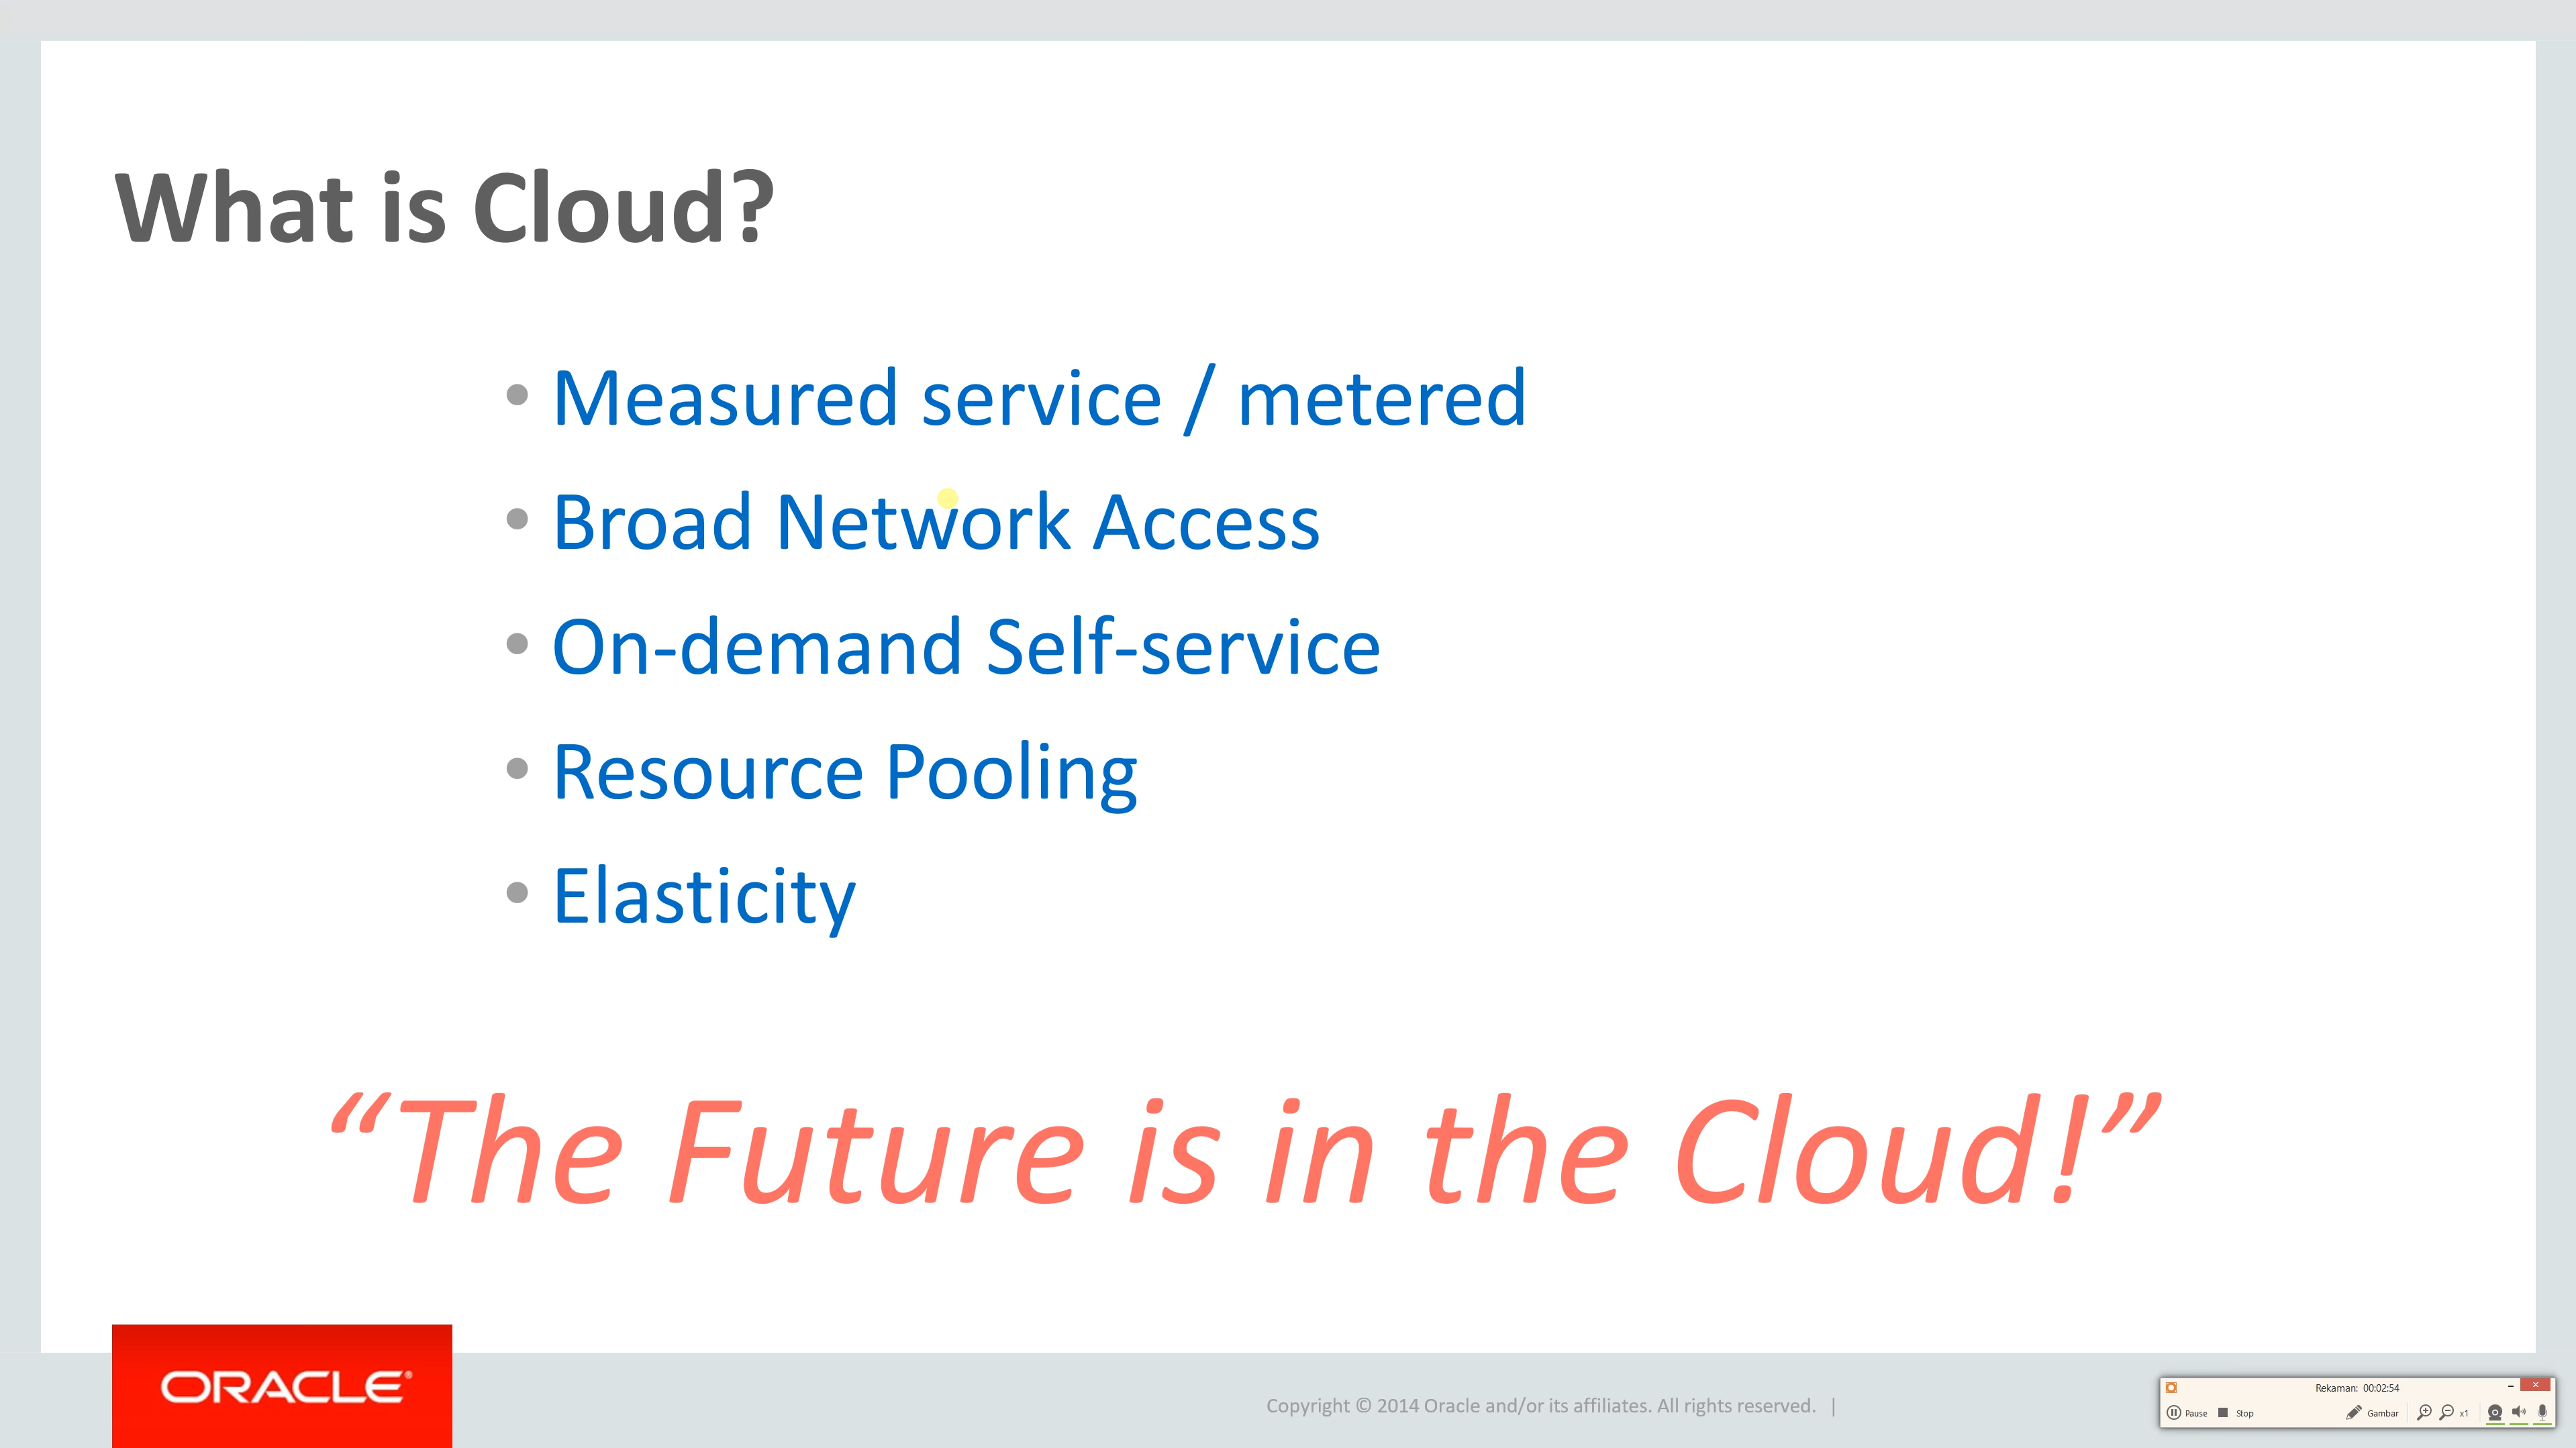 What is Cloud?
• Measured service / metered
• Broad Network Access
• On-demand Self-service
• Resource Pooling
• Elasticity
“The Future is in the Cloud!”
ORACLE®
Copyright © 2014 Oracle and/or its affiliates. All rights reserved. |
Rekaman: 00:02:54
Pause Stop Gambar x1